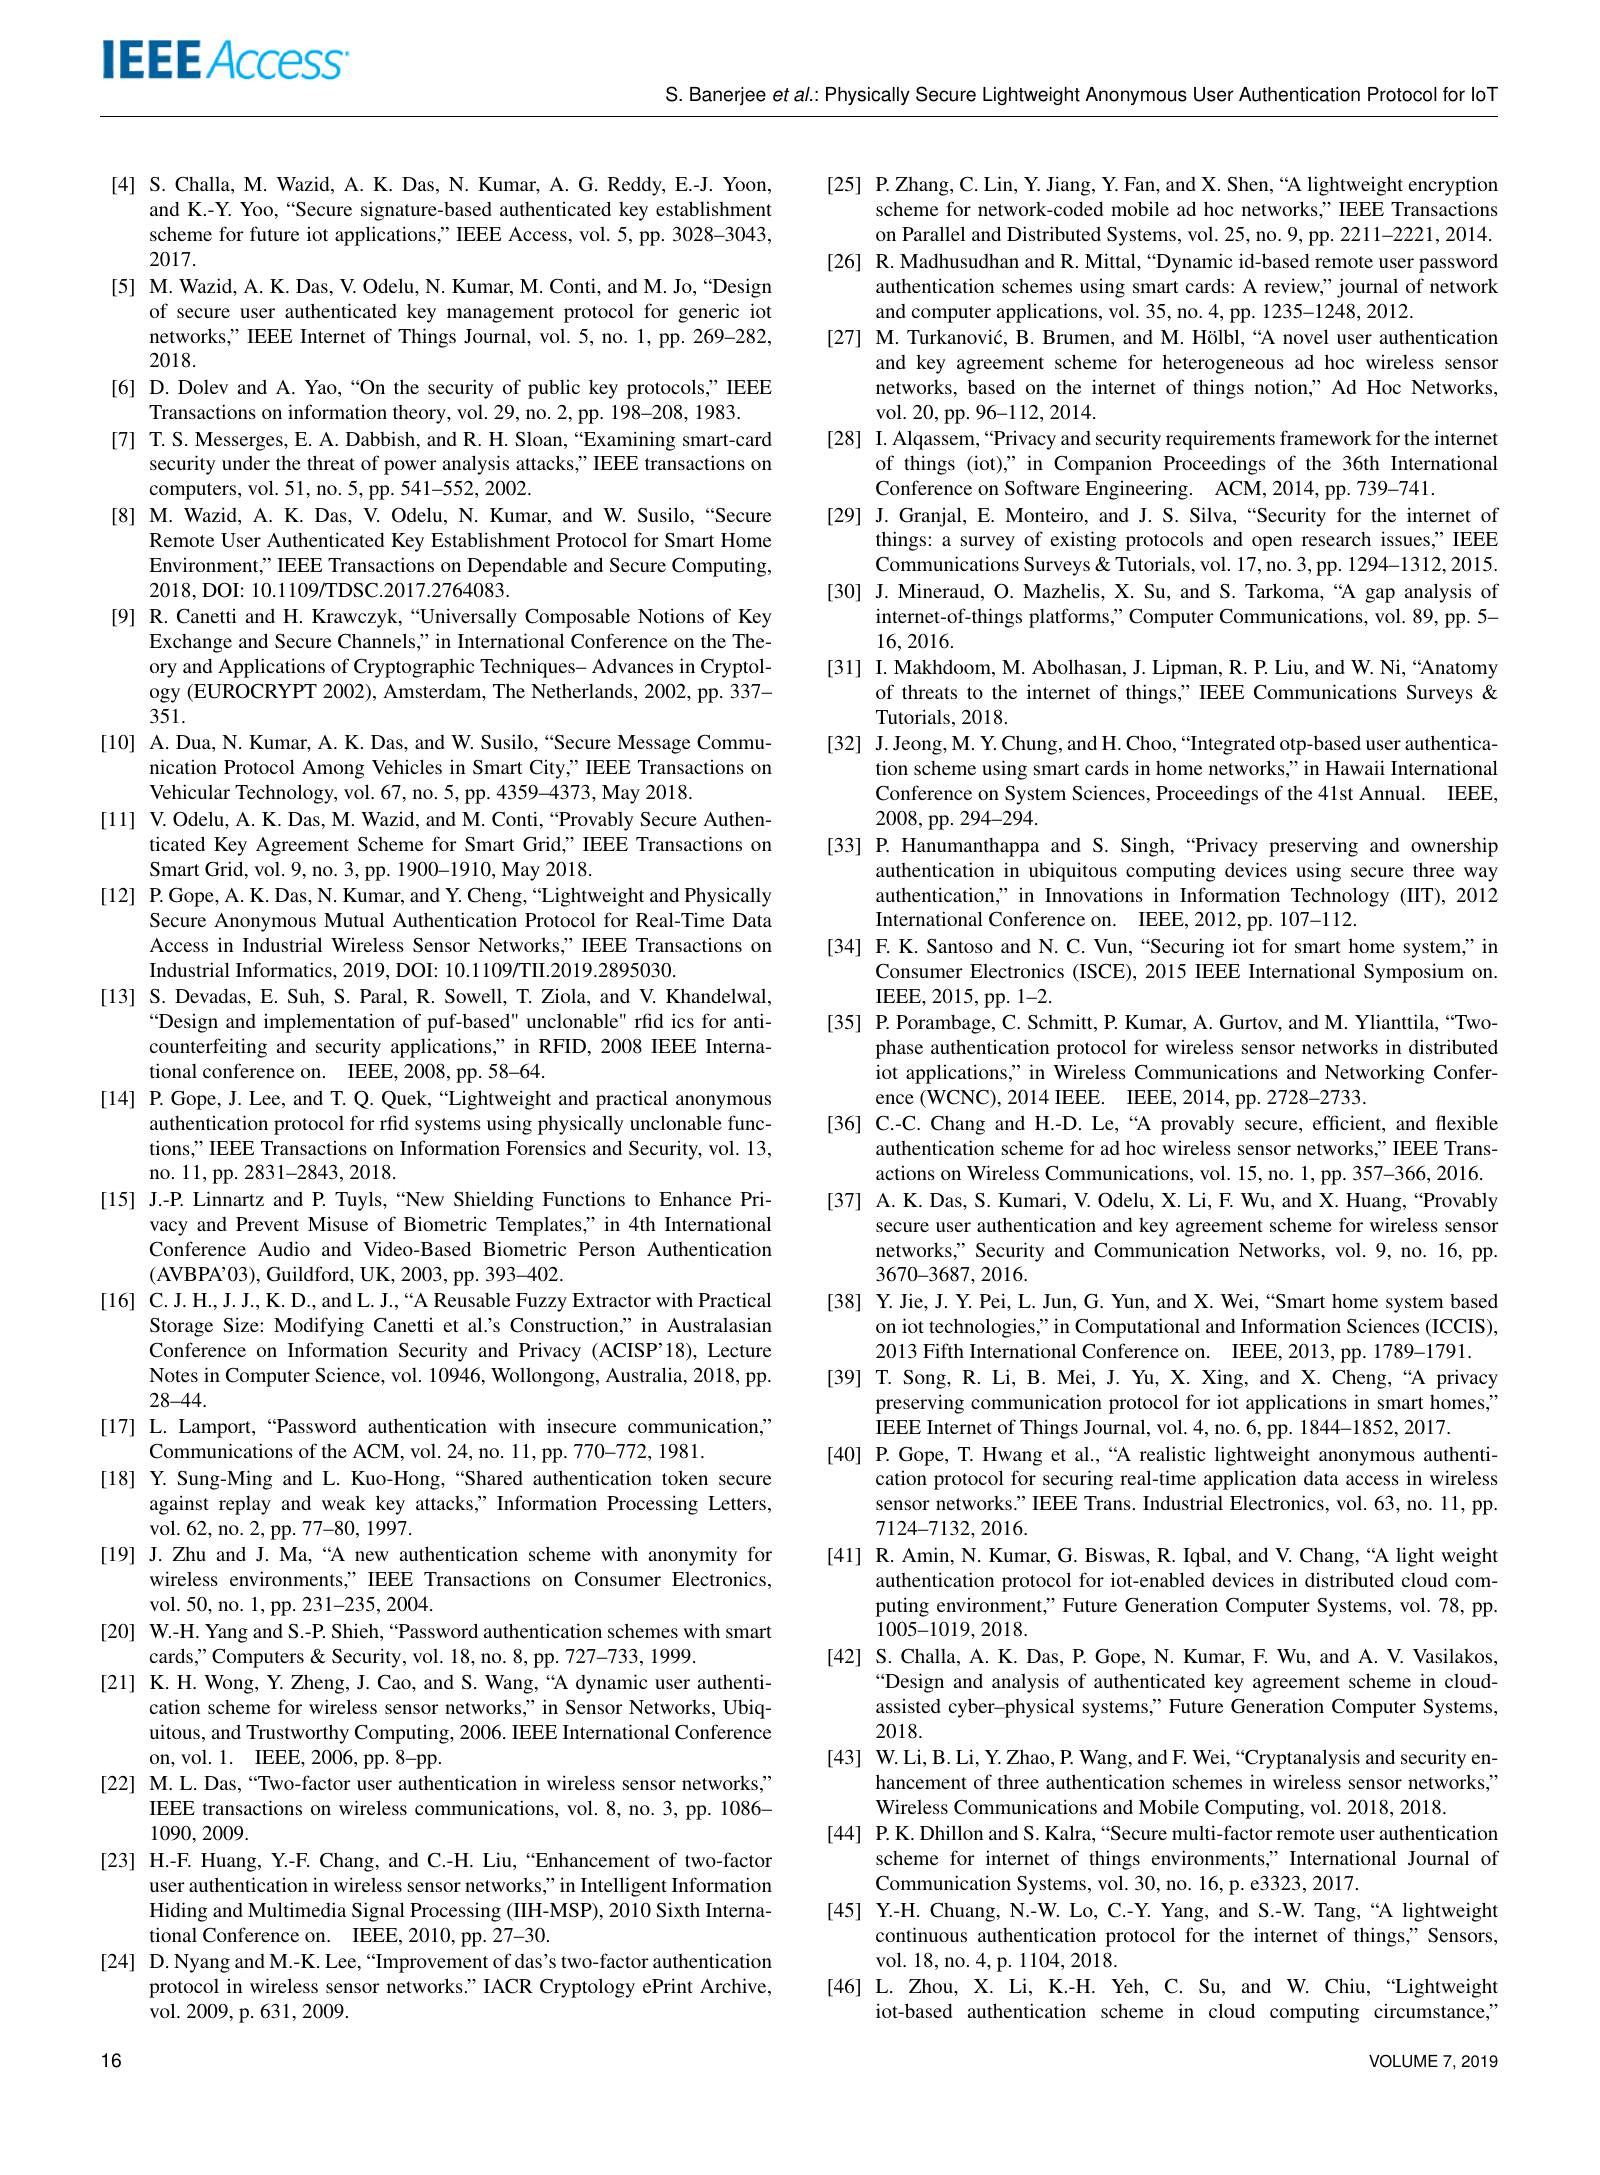 IEEE Access
S. Banerjee et al.: Physically Secure Lightweight Anonymous User Authentication Protocol for IoT
[4] S. Challa, M. Wazid, A. K. Das, N. Kumar, A. G. Reddy, E.-J. Yoon,
and K.-Y. Yoo, “Secure signature-based authenticated key establishment
scheme for future iot applications,” IEEE Access, vol. 5, pp. 3028–3043,
2017.
[5] M. Wazid, A. K. Das, V. Odelu, N. Kumar, M. Conti, and M. Jo, “Design
of secure user authenticated key management protocol for generic iot
networks,” IEEE Internet of Things Journal, vol. 5, no. 1, pp. 269–282,
2018.
[6] D. Dolev and A. Yao, “On the security of public key protocols,” IEEE
Transactions on information theory, vol. 29, no. 2, pp. 198–208, 1983.
[7] T. S. Messerges, E. A. Dabbish, and R. H. Sloan, “Examining smart-card
security under the threat of power analysis attacks,” IEEE transactions on
computers, vol. 51, no. 5, pp. 541–552, 2002.
[8] M. Wazid, A. K. Das, V. Odelu, N. Kumar, and W. Susilo, “Secure
Remote User Authenticated Key Establishment Protocol for Smart Home
Environment,” IEEE Transactions on Dependable and Secure Computing,
2018, DOI: 10.1109/TDSC.2017.2764083.
[9] R. Canetti and H. Krawczyk, “Universally Composable Notions of Key
Exchange and Secure Channels,” in International Conference on the The-
ory and Applications of Cryptographic Techniques– Advances in Cryptol-
ogy (EUROCRYPT 2002), Amsterdam, The Netherlands, 2002, pp. 337–
351.
[10] A. Dua, N. Kumar, A. K. Das, and W. Susilo, “Secure Message Commu-
nication Protocol Among Vehicles in Smart City,” IEEE Transactions on
Vehicular Technology, vol. 67, no. 5, pp. 4359–4373, May 2018.
[11] V. Odelu, A. K. Das, M. Wazid, and M. Conti, “Provably Secure Authen-
ticated Key Agreement Scheme for Smart Grid,” IEEE Transactions on
Smart Grid, vol. 9, no. 3, pp. 1900–1910, May 2018.
[12] P. Gope, A. K. Das, N. Kumar, and Y. Cheng, “Lightweight and Physically
Secure Anonymous Mutual Authentication Protocol for Real-Time Data
Access in Industrial Wireless Sensor Networks,” IEEE Transactions on
Industrial Informatics, 2019, DOI: 10.1109/TII.2019.2895030.
[13] S. Devadas, E. Suh, S. Paral, R. Sowell, T. Ziola, and V. Khandelwal,
“Design and implementation of puf-based" unclonable" rfid ics for anti-
counterfeiting and security applications,” in RFID, 2008 IEEE Interna-
tional conference on. IEEE, 2008, pp. 58–64.
[14] P. Gope, J. Lee, and T. Q. Quek, “Lightweight and practical anonymous
authentication protocol for rfid systems using physically unclonable func-
tions,” IEEE Transactions on Information Forensics and Security, vol. 13,
no. 11, pp. 2831–2843, 2018.
[15] J.-P. Linnartz and P. Tuyls, “New Shielding Functions to Enhance Pri-
vacy and Prevent Misuse of Biometric Templates,” in 4th International
Conference Audio and Video-Based Biometric Person Authentication
(AVBPA’03), Guildford, UK, 2003, pp. 393–402.
[16] C. J. H., J. J., K. D., and L. J., “A Reusable Fuzzy Extractor with Practical
Storage Size: Modifying Canetti et al.’s Construction,” in Australasian
Conference on Information Security and Privacy (ACISP’18), Lecture
Notes in Computer Science, vol. 10946, Wollongong, Australia, 2018, pp.
28–44.
[17] L. Lamport, “Password authentication with insecure communication,”
Communications of the ACM, vol. 24, no. 11, pp. 770–772, 1981.
[18] Y. Sung-Ming and L. Kuo-Hong, “Shared authentication token secure
against replay and weak key attacks,” Information Processing Letters,
vol. 62, no. 2, pp. 77–80, 1997.
[19] J. Zhu and J. Ma, “A new authentication scheme with anonymity for
wireless environments,” IEEE Transactions on Consumer Electronics,
vol. 50, no. 1, pp. 231–235, 2004.
[20] W.-H. Yang and S.-P. Shieh, “Password authentication schemes with smart
cards,” Computers & Security, vol. 18, no. 8, pp. 727–733, 1999.
[21] K. H. Wong, Y. Zheng, J. Cao, and S. Wang, “A dynamic user authenti-
cation scheme for wireless sensor networks,” in Sensor Networks, Ubiq-
uitous, and Trustworthy Computing, 2006. IEEE International Conference
on, vol. 1. IEEE, 2006, pp. 8–pp.
[22] M. L. Das, “Two-factor user authentication in wireless sensor networks,”
IEEE transactions on wireless communications, vol. 8, no. 3, pp. 1086–
1090, 2009.
[23] H.-F. Huang, Y.-F. Chang, and C.-H. Liu, “Enhancement of two-factor
user authentication in wireless sensor networks,” in Intelligent Information
Hiding and Multimedia Signal Processing (IIH-MSP), 2010 Sixth Interna-
tional Conference on. IEEE, 2010, pp. 27–30.
[24] D. Nyang and M.-K. Lee, “Improvement of das’s two-factor authentication
protocol in wireless sensor networks.” IACR Cryptology ePrint Archive,
vol. 2009, p. 631, 2009.
[25] P. Zhang, C. Lin, Y. Jiang, Y. Fan, and X. Shen, “A lightweight encryption
scheme for network-coded mobile ad hoc networks,” IEEE Transactions
on Parallel and Distributed Systems, vol. 25, no. 9, pp. 2211–2221, 2014.
[26] R. Madhusudhan and R. Mittal, “Dynamic id-based remote user password
authentication schemes using smart cards: A review,” journal of network
and computer applications, vol. 35, no. 4, pp. 1235–1248, 2012.
[27] M. Turkanović, B. Brumen, and M. Hölbl, “A novel user authentication
and key agreement scheme for heterogeneous ad hoc wireless sensor
networks, based on the internet of things notion,” Ad Hoc Networks,
vol. 20, pp. 96–112, 2014.
[28] I. Alqassem, “Privacy and security requirements framework for the internet
of things (iot),” in Companion Proceedings of the 36th International
Conference on Software Engineering. ACM, 2014, pp. 739–741.
[29] J. Granjal, E. Monteiro, and J. S. Silva, “Security for the internet of
things: a survey of existing protocols and open research issues,” IEEE
Communications Surveys & Tutorials, vol. 17, no. 3, pp. 1294–1312, 2015.
[30] J. Mineraud, O. Mazhelis, X. Su, and S. Tarkoma, “A gap analysis of
internet-of-things platforms,” Computer Communications, vol. 89, pp. 5–
16, 2016.
[31] I. Makhdoom, M. Abolhasan, J. Lipman, R. P. Liu, and W. Ni, “Anatomy
of threats to the internet of things,” IEEE Communications Surveys &
Tutorials, 2018.
[32] J. Jeong, M. Y. Chung, and H. Choo, “Integrated otp-based user authentica-
tion scheme using smart cards in home networks,” in Hawaii International
Conference on System Sciences, Proceedings of the 41st Annual. IEEE,
2008, pp. 294–294.
[33] P. Hanumanthappa and S. Singh, “Privacy preserving and ownership
authentication in ubiquitous computing devices using secure three way
authentication,” in Innovations in Information Technology (IIT), 2012
International Conference on. IEEE, 2012, pp. 107–112.
[34] F. K. Santoso and N. C. Vun, “Securing iot for smart home system,” in
Consumer Electronics (ISCE), 2015 IEEE International Symposium on.
IEEE, 2015, pp. 1–2.
[35] P. Porambage, C. Schmitt, P. Kumar, A. Gurtov, and M. Ylianttila, “Two-
phase authentication protocol for wireless sensor networks in distributed
iot applications,” in Wireless Communications and Networking Confer-
ence (WCNC), 2014 IEEE. IEEE, 2014, pp. 2728–2733.
[36] C.-C. Chang and H.-D. Le, “A provably secure, efficient, and flexible
authentication scheme for ad hoc wireless sensor networks,” IEEE Trans-
actions on Wireless Communications, vol. 15, no. 1, pp. 357–366, 2016.
[37] A. K. Das, S. Kumari, V. Odelu, X. Li, F. Wu, and X. Huang, “Provably
secure user authentication and key agreement scheme for wireless sensor
networks,” Security and Communication Networks, vol. 9, no. 16, pp.
3670–3687, 2016.
[38] Y. Jie, J. Y. Pei, L. Jun, G. Yun, and X. Wei, “Smart home system based
on iot technologies,” in Computational and Information Sciences (ICCIS),
2013 Fifth International Conference on. IEEE, 2013, pp. 1789–1791.
[39] T. Song, R. Li, B. Mei, J. Yu, X. Xing, and X. Cheng, “A privacy
preserving communication protocol for iot applications in smart homes,”
IEEE Internet of Things Journal, vol. 4, no. 6, pp. 1844–1852, 2017.
[40] P. Gope, T. Hwang et al., “A realistic lightweight anonymous authenti-
cation protocol for securing real-time application data access in wireless
sensor networks.” IEEE Trans. Industrial Electronics, vol. 63, no. 11, pp.
7124–7132, 2016.
[41] R. Amin, N. Kumar, G. Biswas, R. Iqbal, and V. Chang, “A light weight
authentication protocol for iot-enabled devices in distributed cloud com-
puting environment,” Future Generation Computer Systems, vol. 78, pp.
1005–1019, 2018.
[42] S. Challa, A. K. Das, P. Gope, N. Kumar, F. Wu, and A. V. Vasilakos,
“Design and analysis of authenticated key agreement scheme in cloud-
assisted cyber–physical systems,” Future Generation Computer Systems,
2018.
[43] W. Li, B. Li, Y. Zhao, P. Wang, and F. Wei, “Cryptanalysis and security en-
hancement of three authentication schemes in wireless sensor networks,”
Wireless Communications and Mobile Computing, vol. 2018, 2018.
[44] P. K. Dhillon and S. Kalra, “Secure multi-factor remote user authentication
scheme for internet of things environments,” International Journal of
Communication Systems, vol. 30, no. 16, p. e3323, 2017.
[45] Y.-H. Chuang, N.-W. Lo, C.-Y. Yang, and S.-W. Tang, “A lightweight
continuous authentication protocol for the internet of things,” Sensors,
vol. 18, no. 4, p. 1104, 2018.
[46] L. Zhou, X. Li, K.-H. Yeh, C. Su, and W. Chiu, “Lightweight
iot-based authentication scheme in cloud computing circumstance,”
16
VOLUME 7, 2019